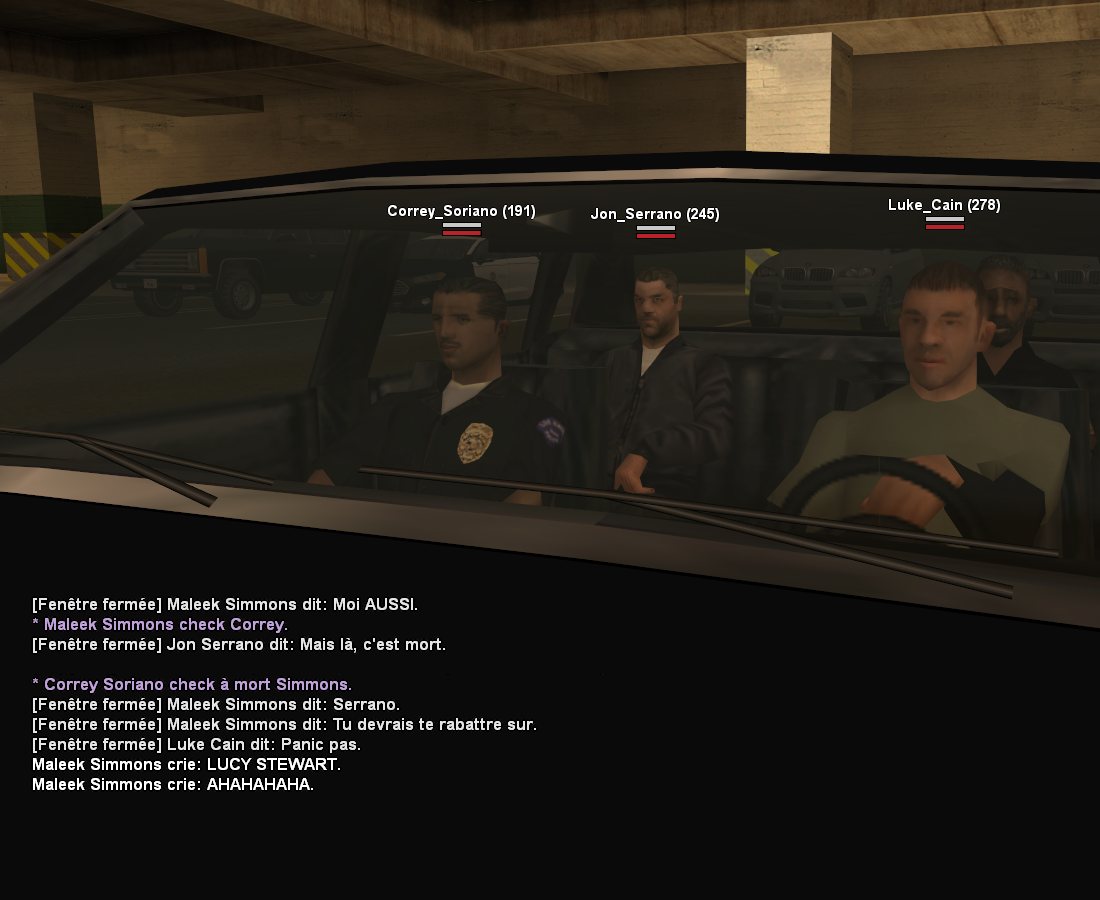 Correy_Soriano (191)
Jon_Serrano (245)
Luke_Cain (278)
[Fenêtre fermée] Maleek Simmons dit: Moi AUSSI.
* Maleek Simmons check Correy.
[Fenêtre fermée] Jon Serrano dit: Mais là, c'est mort.
* Correy Soriano check à mort Simmons.
[Fenêtre fermée] Maleek Simmons dit: Serrano.
[Fenêtre fermée] Maleek Simmons dit: Tu devrais te rabattre sur.
[Fenêtre fermée] Luke Cain dit: Panic pas.
Maleek Simmons crie: LUCY STEWART.
Maleek Simmons crie: AHAHAHAHA.